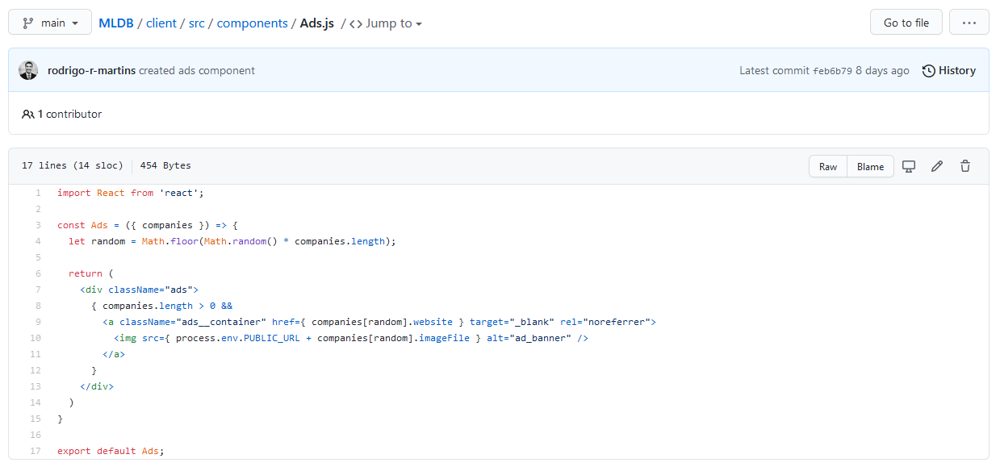 main MLDB / client / src / components / Ads.js / <> Jump to Go to file ...
rodrigo-r-martins created ads component Latest commit feb6b79 8 days ago History
1 contributor
17 lines (14 sloc) 454 Bytes Raw Blame
1 import React from 'react';
2
3 const Ads = ({ companies }) => {
4   let random = Math.floor(Math.random() * companies.length);
5
6   return (
7     <div className="ads">
8       { companies.length > 0 &&
9         <a className="ads__container" href={ companies[random].website } target="_blank" rel="noreferrer">
10           <img src={ process.env.PUBLIC_URL + companies[random].imageFile } alt="ad_banner" />
11         </a>
12       }
13     </div>
14   )
15 }
16
17 export default Ads;